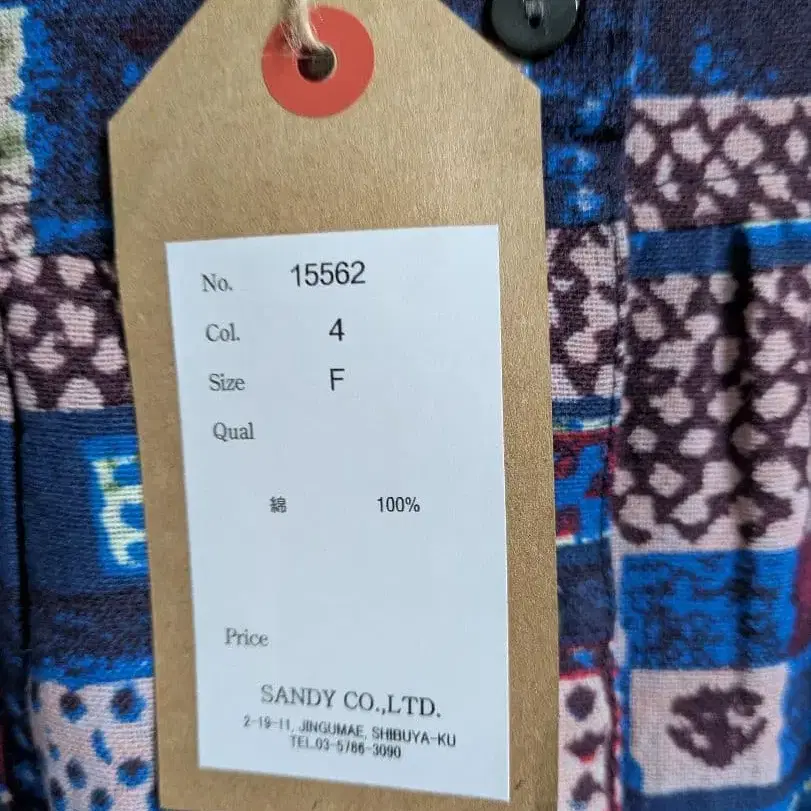 No. 15562
Col. 4
Size F
Qual
綿 100%
Price
SANDY CO.,LTD.
2-19-11, JINGUMAE, SHIBUYA-KU
TEL.03-5786-3090